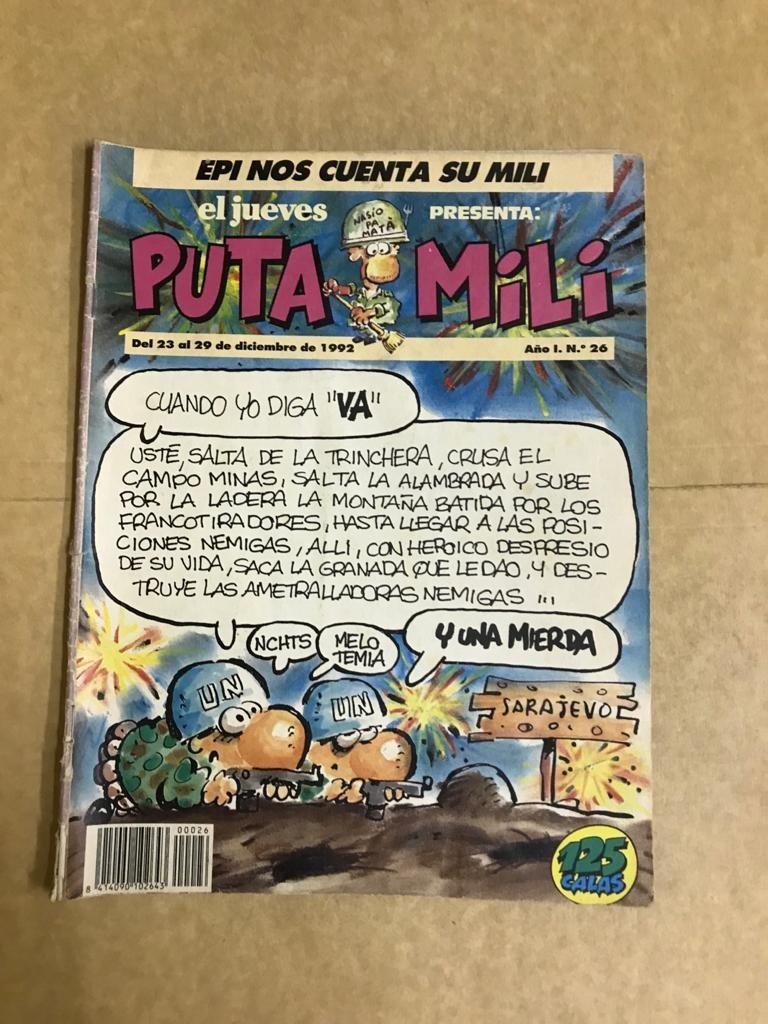 EPI NOS CUENTA SU MILI
el jueves PRESENTA:
NASÍO
PA
MATÁ
PUTA MiLi
Del 23 al 29 de diciembre de 1992 Año I. N.º 26
CUANDO YO DIGA "VA"
USTÉ, SALTA DE LA TRINCHERA, CRUSA EL
CAMPO MINAS, SALTA LA ALAMBRADA Y SUBE
POR LA LADERA LA MONTAÑA BATIDA POR LOS
FRANCOTIRADORES, HASTA LLEGAR A LAS POSI-
CIONES NEMIGAS, ALLI, CON HEROICO DESPRESIO
DE SU VIDA, SACA LA GRANADA QUE LE DAO, Y DES-
TRUYE LAS AMETRALLADORAS NEMIGAS ...
NCHTS
MELO
TEMIA
Y UNA MIERDA
UN
UN
SARAJEVO
00026
8 414090 102643
125
CALAS